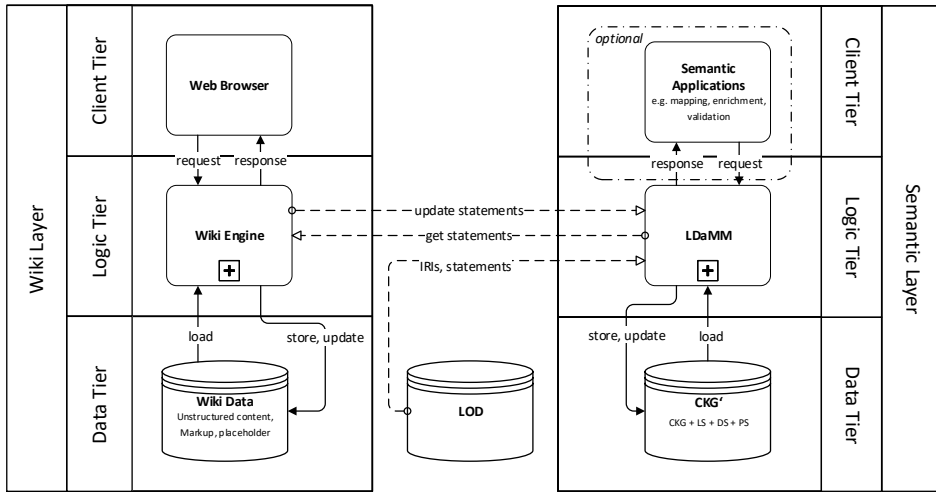 Wiki Layer
Client Tier
Logic Tier
Data Tier
Web Browser
request
response
Wiki Engine
load
store, update
Wiki Data
Unstructured content,
Markup, placeholder
update statements
get statements
IRIs, statements
LOD
optional
Semantic
Applications
e.g. mapping, enrichment,
validation
response
request
LDaMM
store, update
load
CKG‘
CKG + LS + DS + PS
Client Tier
Logic Tier
Data Tier
Semantic Layer